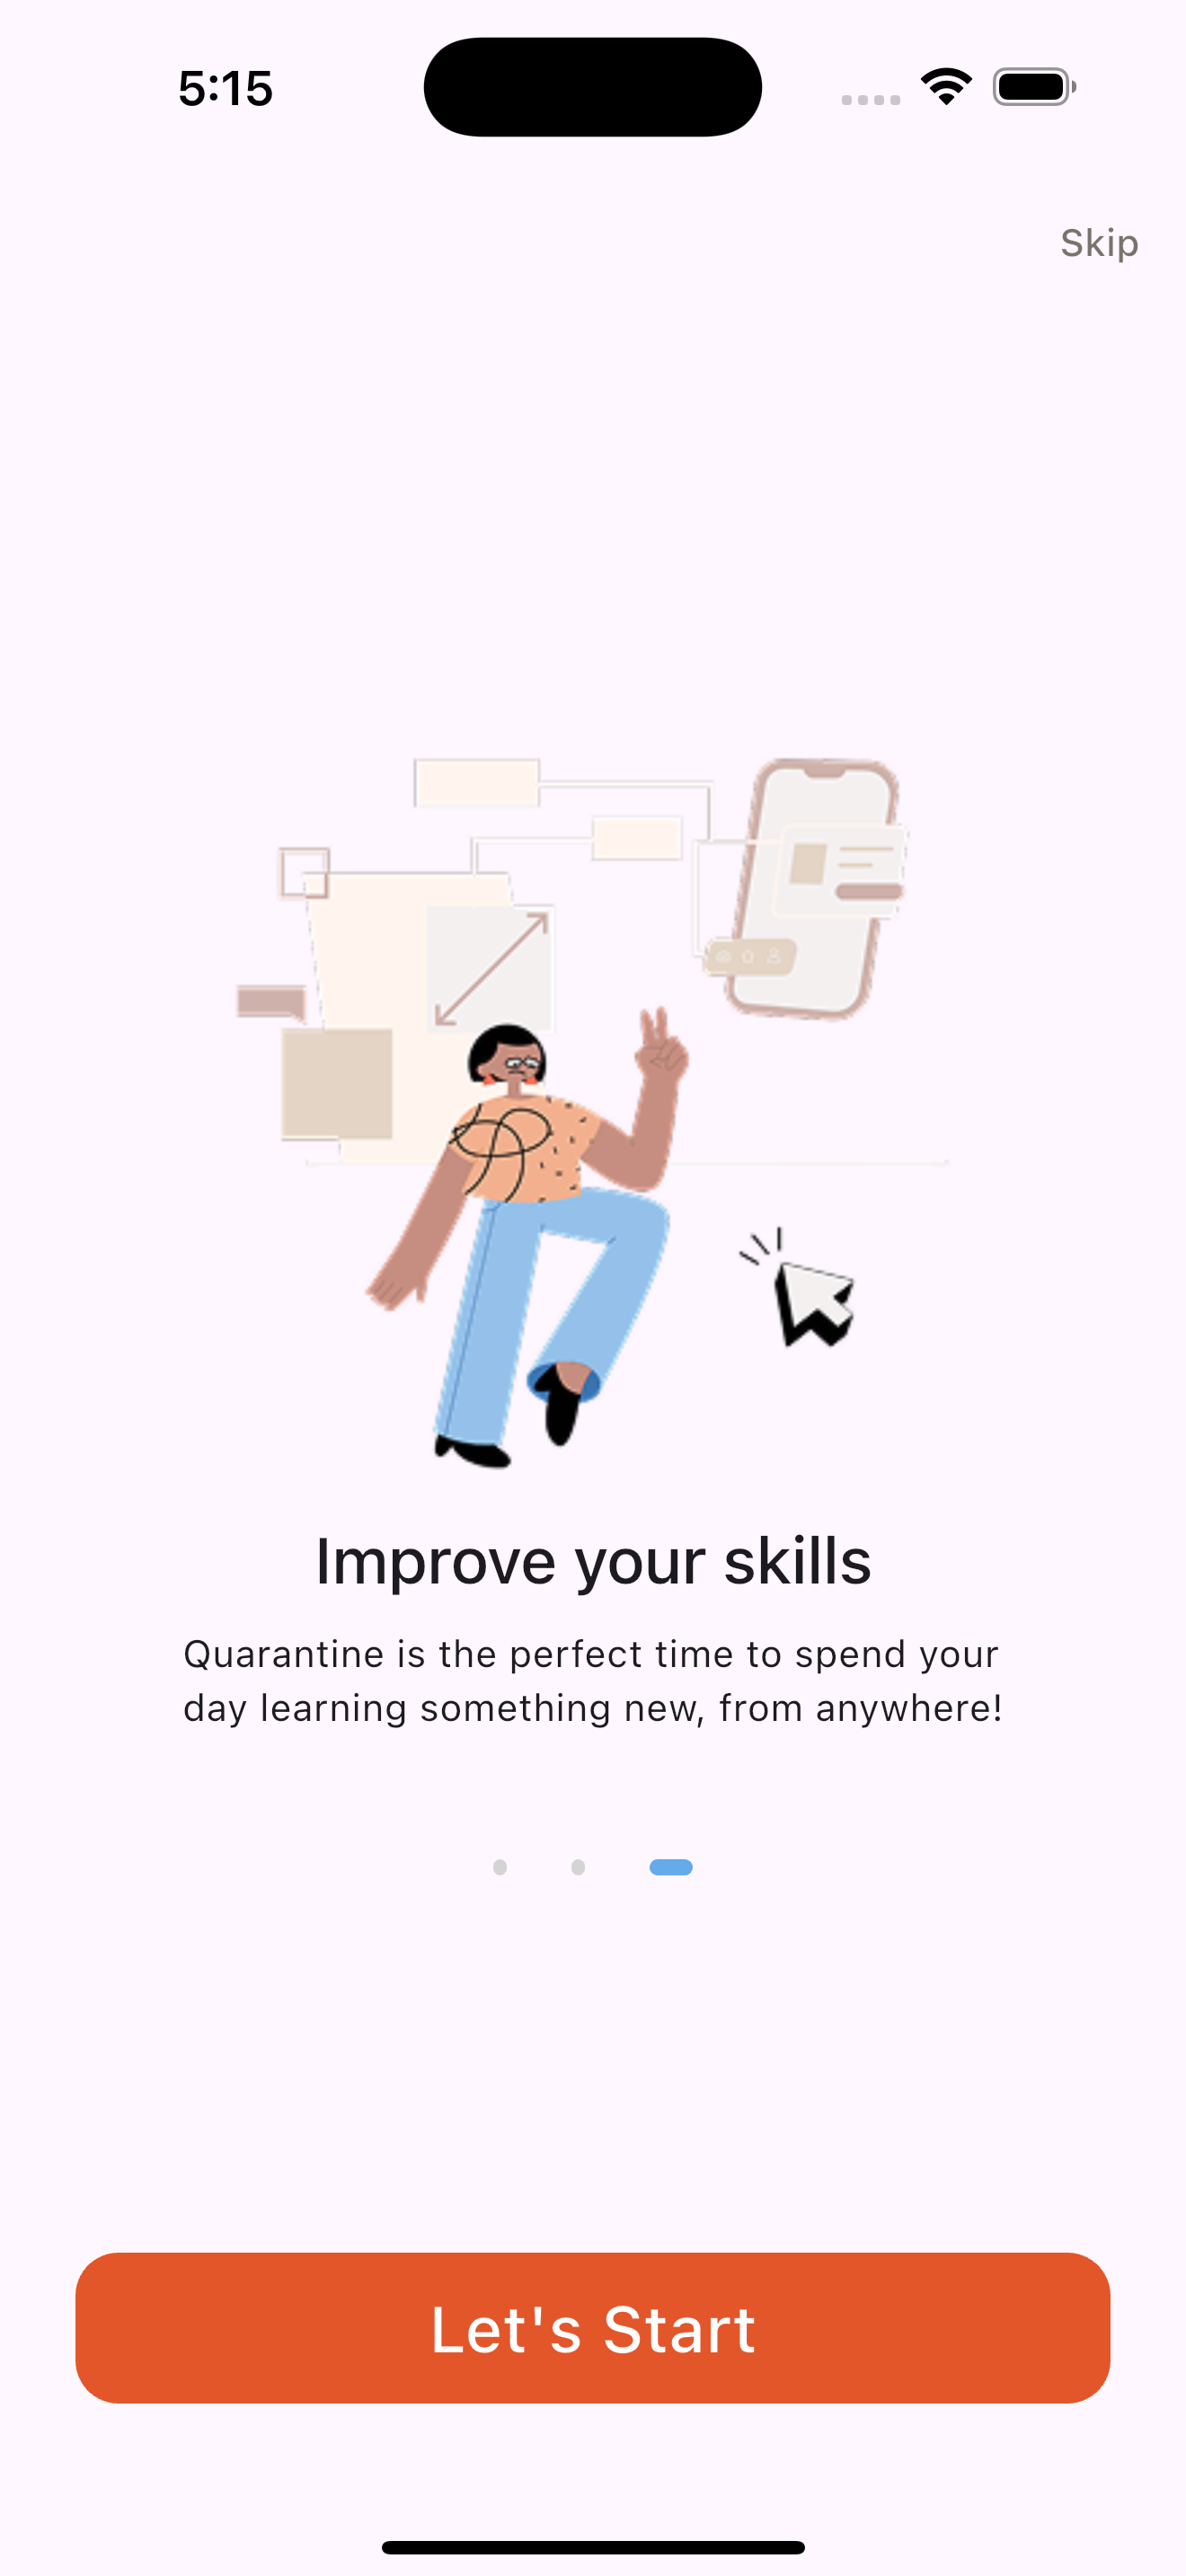 5:15
Skip
Improve your skills
Quarantine is the perfect time to spend your
day learning something new, from anywhere!
Let's Start